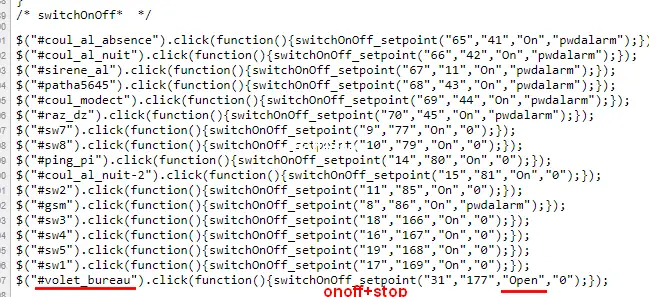 }
/* switchOnOff*  */
$("#coul_al_absence").click(function(){switchOnOff_setpoint("65","41","On","pwdalarm");});
$("#coul_al_nuit").click(function(){switchOnOff_setpoint("66","42","On","pwdalarm");});
$("#sirene_al").click(function(){switchOnOff_setpoint("67","11","On","pwdalarm");});
$("#patha5645").click(function(){switchOnOff_setpoint("68","43","On","pwdalarm");});
$("#coul_modect").click(function(){switchOnOff_setpoint("69","44","On","pwdalarm");});
$("#raz_dz").click(function(){switchOnOff_setpoint("70","45","On","pwdalarm");});
$("#sw7").click(function(){switchOnOff_setpoint("9","77","On","0");});
$("#sw8").click(function(){switchOnOff_setpoint("10","79","On","0");});
$("#ping_pi").click(function(){switchOnOff_setpoint("14","80","On","0");});
$("#coul_al_nuit-2").click(function(){switchOnOff_setpoint("15","81","On","0");});
$("#sw2").click(function(){switchOnOff_setpoint("11","85","On","0");});
$("#gsm").click(function(){switchOnOff_setpoint("8","86","On","pwdalarm");});
$("#sw3").click(function(){switchOnOff_setpoint("18","166","On","0");});
$("#sw4").click(function(){switchOnOff_setpoint("16","167","On","0");});
$("#sw5").click(function(){switchOnOff_setpoint("19","168","On","0");});
$("#sw1").click(function(){switchOnOff_setpoint("17","169","On","0");});
$("#volet_bureau").click(function(){switchOnOff_setpoint("31","177","Open","0");});
onoff+stop